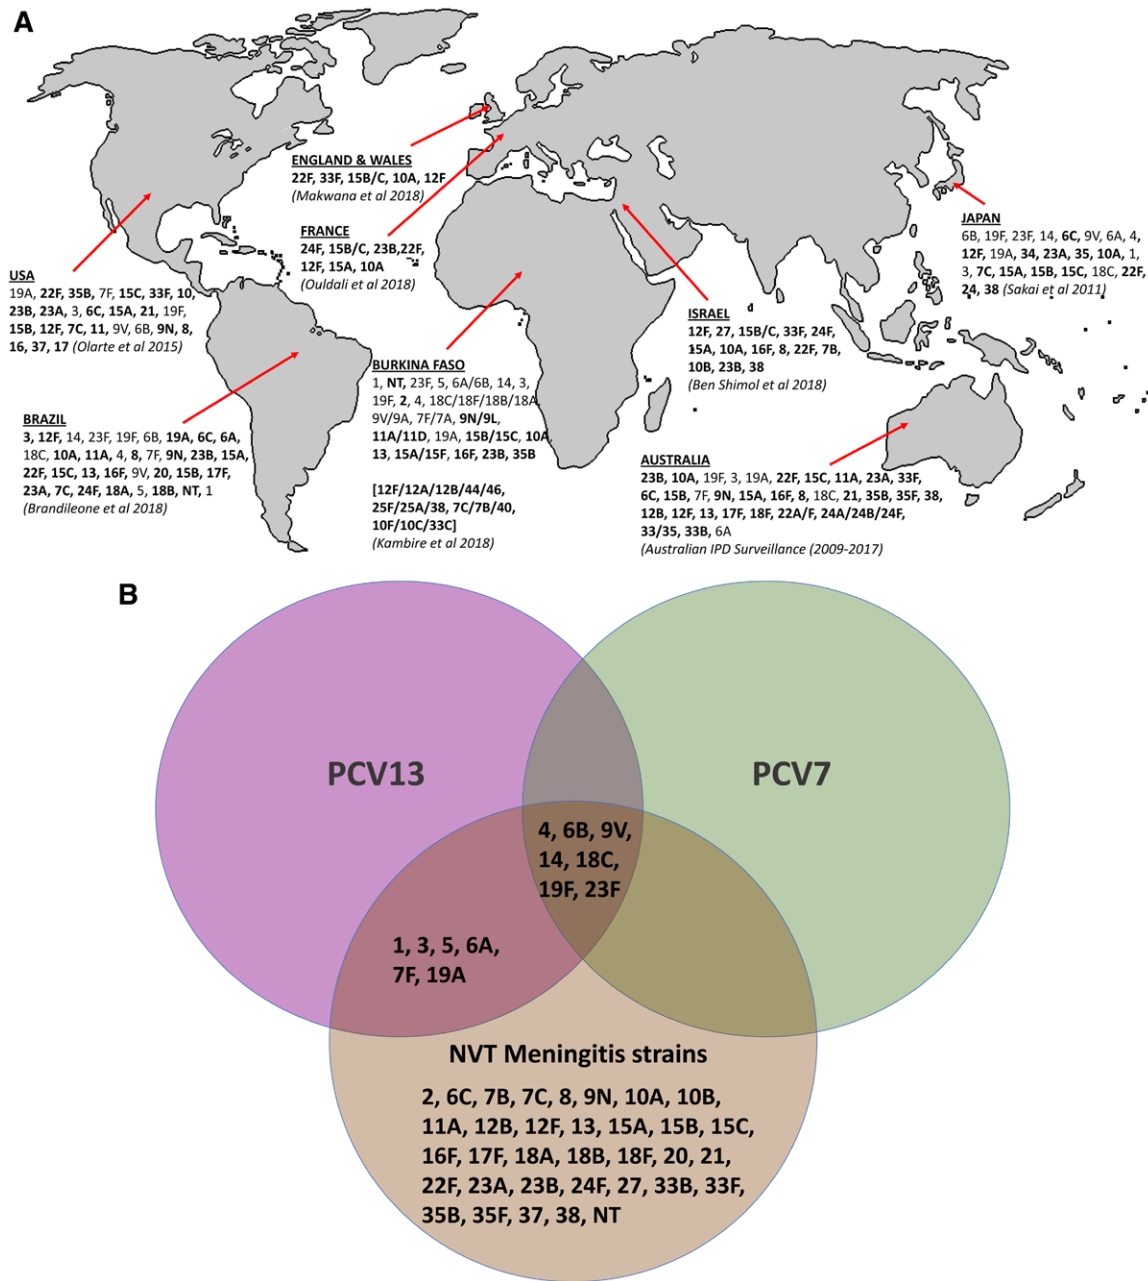 A
ENGLAND & WALES
22F, 33F, 15B/C, 10A, 12F
(Makwana et al 2018)
FRANCE
24F, 15B/C, 23B,22F,
12F, 15A, 10A
(Ouldali et al 2018)
JAPAN
6B, 19F, 23F, 14, 6C, 9V, 6A, 4,
12F, 19A, 34, 23A, 35, 10A, 1,
3, 7C, 15A, 15B, 15C, 18C, 22F,
24, 38 (Sakai et al 2011)
USA
19A, 22F, 35B, 7F, 15C, 33F, 10,
23B, 23A, 3, 6C, 15A, 21, 19F,
15B, 12F, 7C, 11, 9V, 6B, 9N, 8,
16, 37, 17 (Olarte et al 2015)
ISRAEL
12F, 27, 15B/C, 33F, 24F,
15A, 10A, 16F, 8, 22F, 7B,
10B, 23B, 38
(Ben Shimol et al 2018)
BURKINA FASO
1, NT, 23F, 5, 6A/6B, 14, 3,
19F, 2, 4, 18C/18F/18B/18A,
9V/9A, 7F/7A, 9N/9L,
11A/11D, 19A, 15B/15C, 10A,
13, 15A/15F, 16F, 23B, 35B
[12F/12A/12B/44/46,
25F/25A/38, 7C/7B/40,
10F/10C/33C]
(Kambire et al 2018)
BRAZIL
3, 12F, 14, 23F, 19F, 6B, 19A, 6C, 6A,
18C, 10A, 11A, 4, 8, 7F, 9N, 23B, 15A,
22F, 15C, 13, 16F, 9V, 20, 15B, 17F,
23A, 7C, 24F, 18A, 5, 18B, NT, 1
(Brandileone et al 2018)
AUSTRALIA
23B, 10A, 19F, 3, 19A, 22F, 15C, 11A, 23A, 33F,
6C, 15B, 7F, 9N, 15A, 16F, 8, 18C, 21, 35B, 35F, 38,
12B, 12F, 13, 17F, 18F, 22A/F, 24A/24B/24F,
33/35, 33B, 6A
(Australian IPD Surveillance (2009-2017)
B
PCV13
PCV7
4, 6B, 9V,
14, 18C,
19F, 23F
1, 3, 5, 6A,
7F, 19A
NVT Meningitis strains
2, 6C, 7B, 7C, 8, 9N, 10A, 10B,
11A, 12B, 12F, 13, 15A, 15B, 15C,
16F, 17F, 18A, 18B, 18F, 20, 21,
22F, 23A, 23B, 24F, 27, 33B, 33F,
35B, 35F, 37, 38, NT